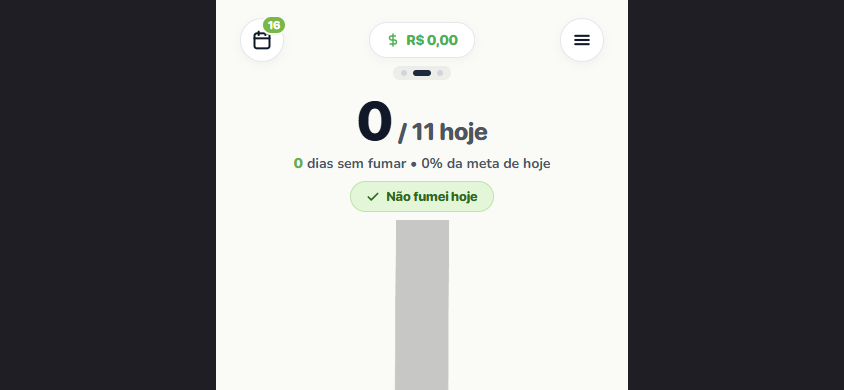 16
$ R$ 0,00
0 / 11 hoje
0 dias sem fumar • 0% da meta de hoje
Não fumei hoje